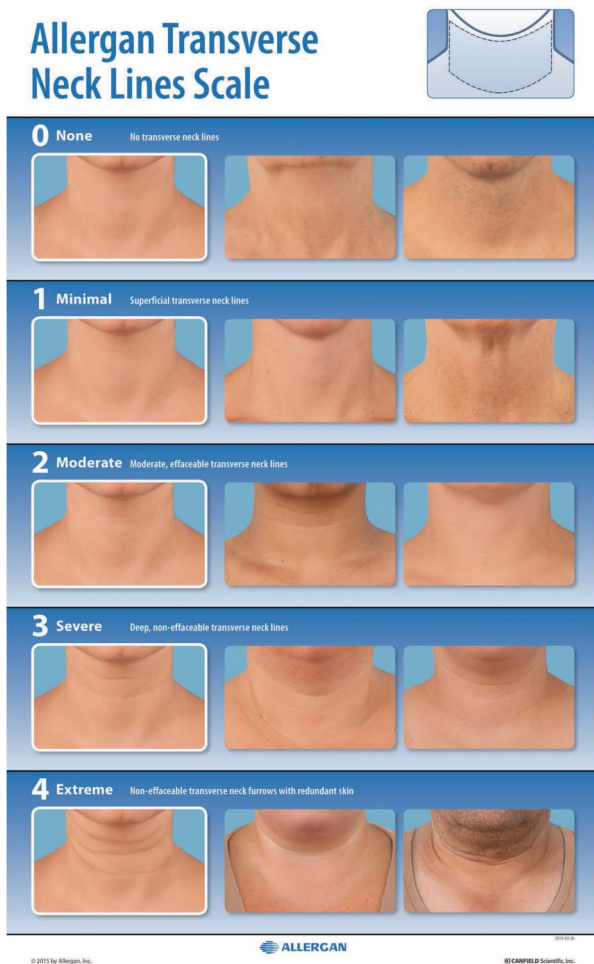 Allergan Transverse
Neck Lines Scale
0 None No transverse neck lines
1 Minimal Superficial transverse neck lines
2 Moderate Moderate, effaceable transverse neck lines
3 Severe Deep, non-effaceable transverse neck lines
4 Extreme Non-effaceable transverse neck furrows with redundant skin
ALLERGAN
© 2015 by Allergan, Inc.
CANFIELD Scientific, Inc.